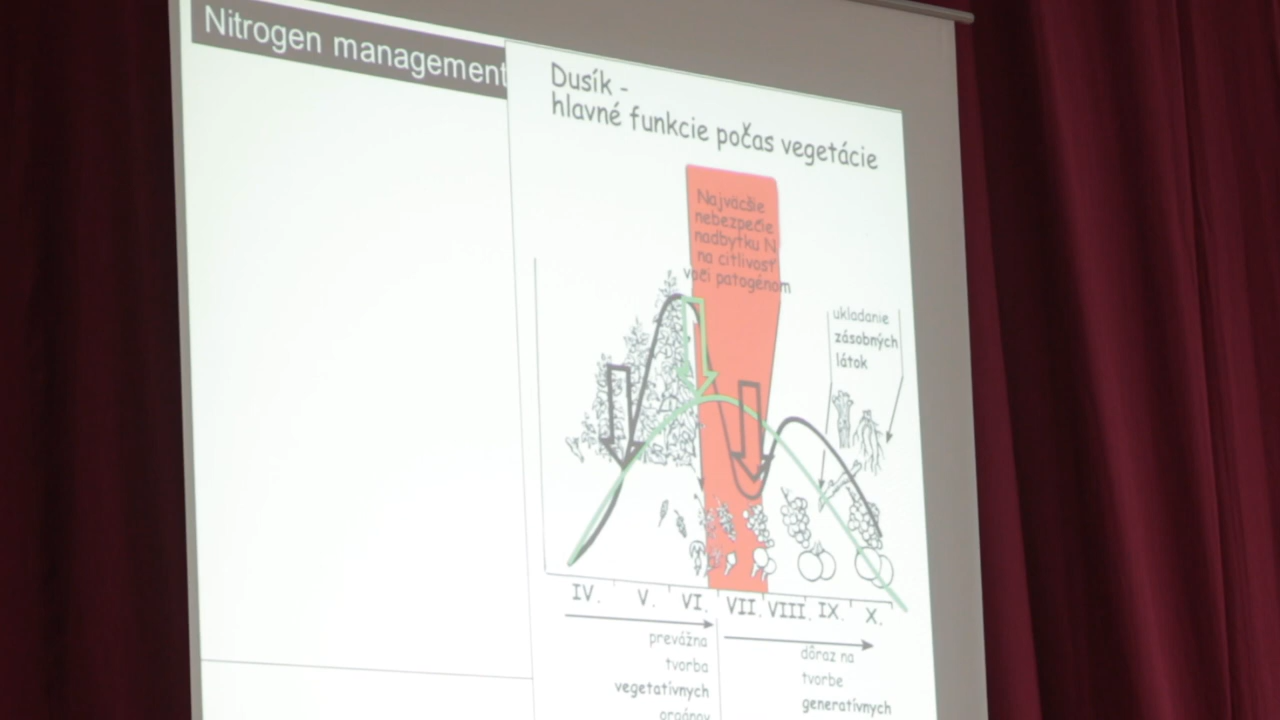 Nitrogen management
Dusík -
hlavné funkcie počas vegetácie
Najväčšie
nebezpečie
nadbytku N
na citlivosť
voči patogénom
ukladanie
zásobných
látok
IV. V. VI. VII. VIII. IX. X.
prevážna
tvorba
vegetatívnych
orgánov
dôraz na
tvorbe
generatívnych